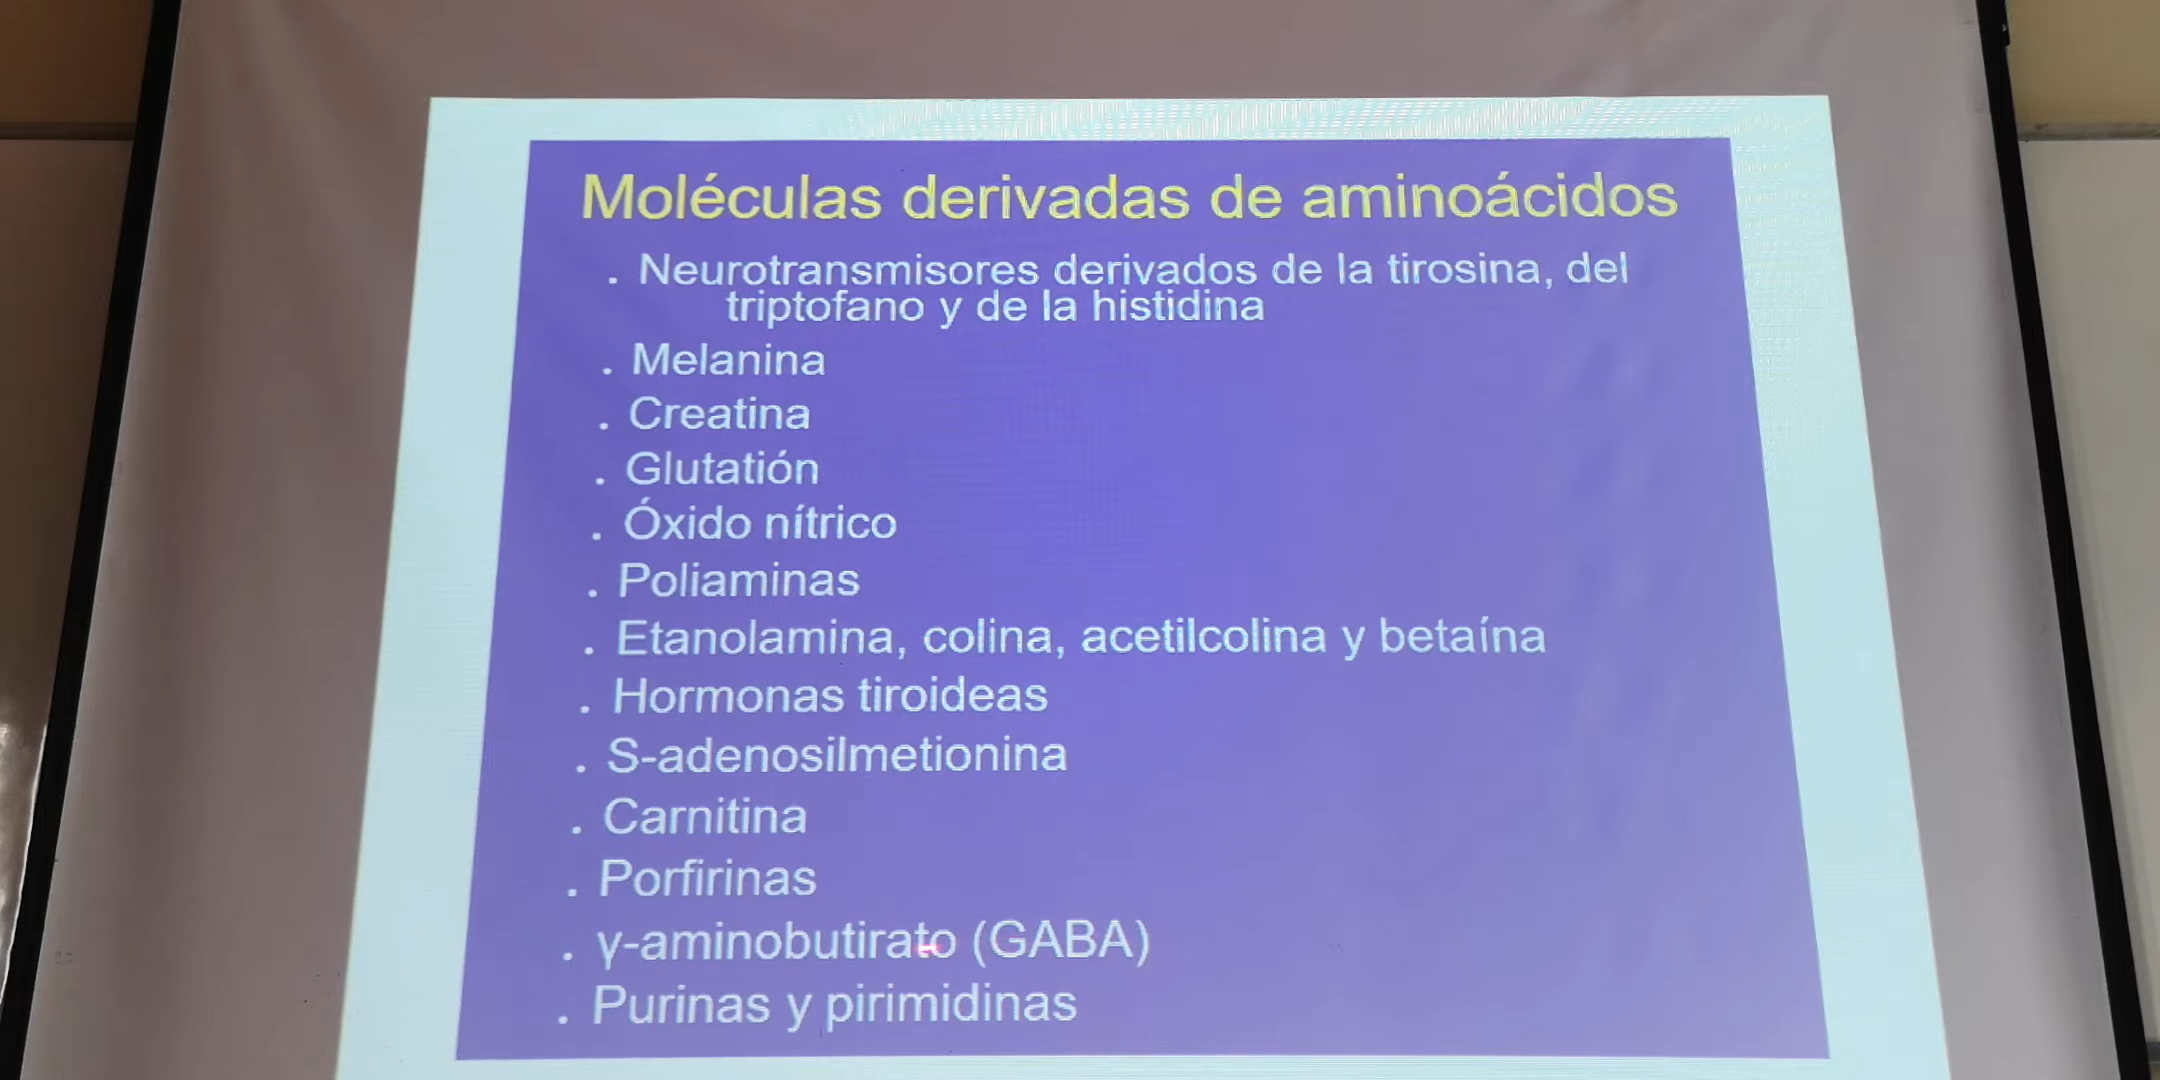 Moléculas derivadas de aminoácidos
. Neurotransmisores derivados de la tirosina, del
triptofano y de la histidina
. Melanina
. Creatina
. Glutatión
. Óxido nítrico
. Poliaminas
. Etanolamina, colina, acetilcolina y betaína
. Hormonas tiroideas
. S-adenosilmetionina
. Carnitina
. Porfirinas
. γ-aminobutirato (GABA)
. Purinas y pirimidinas